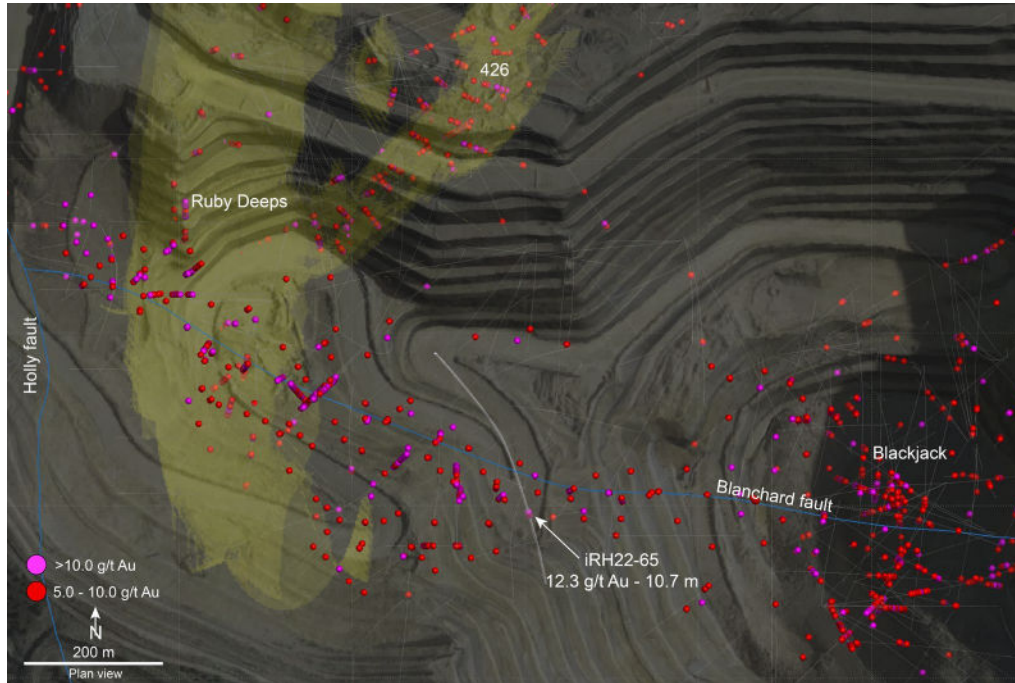 426
Ruby Deeps
Holly fault
Blackjack
Blanchard fault
iRH22-65
12.3 g/t Au - 10.7 m
>10.0 g/t Au
5.0 - 10.0 g/t Au
N
200 m
Plan view